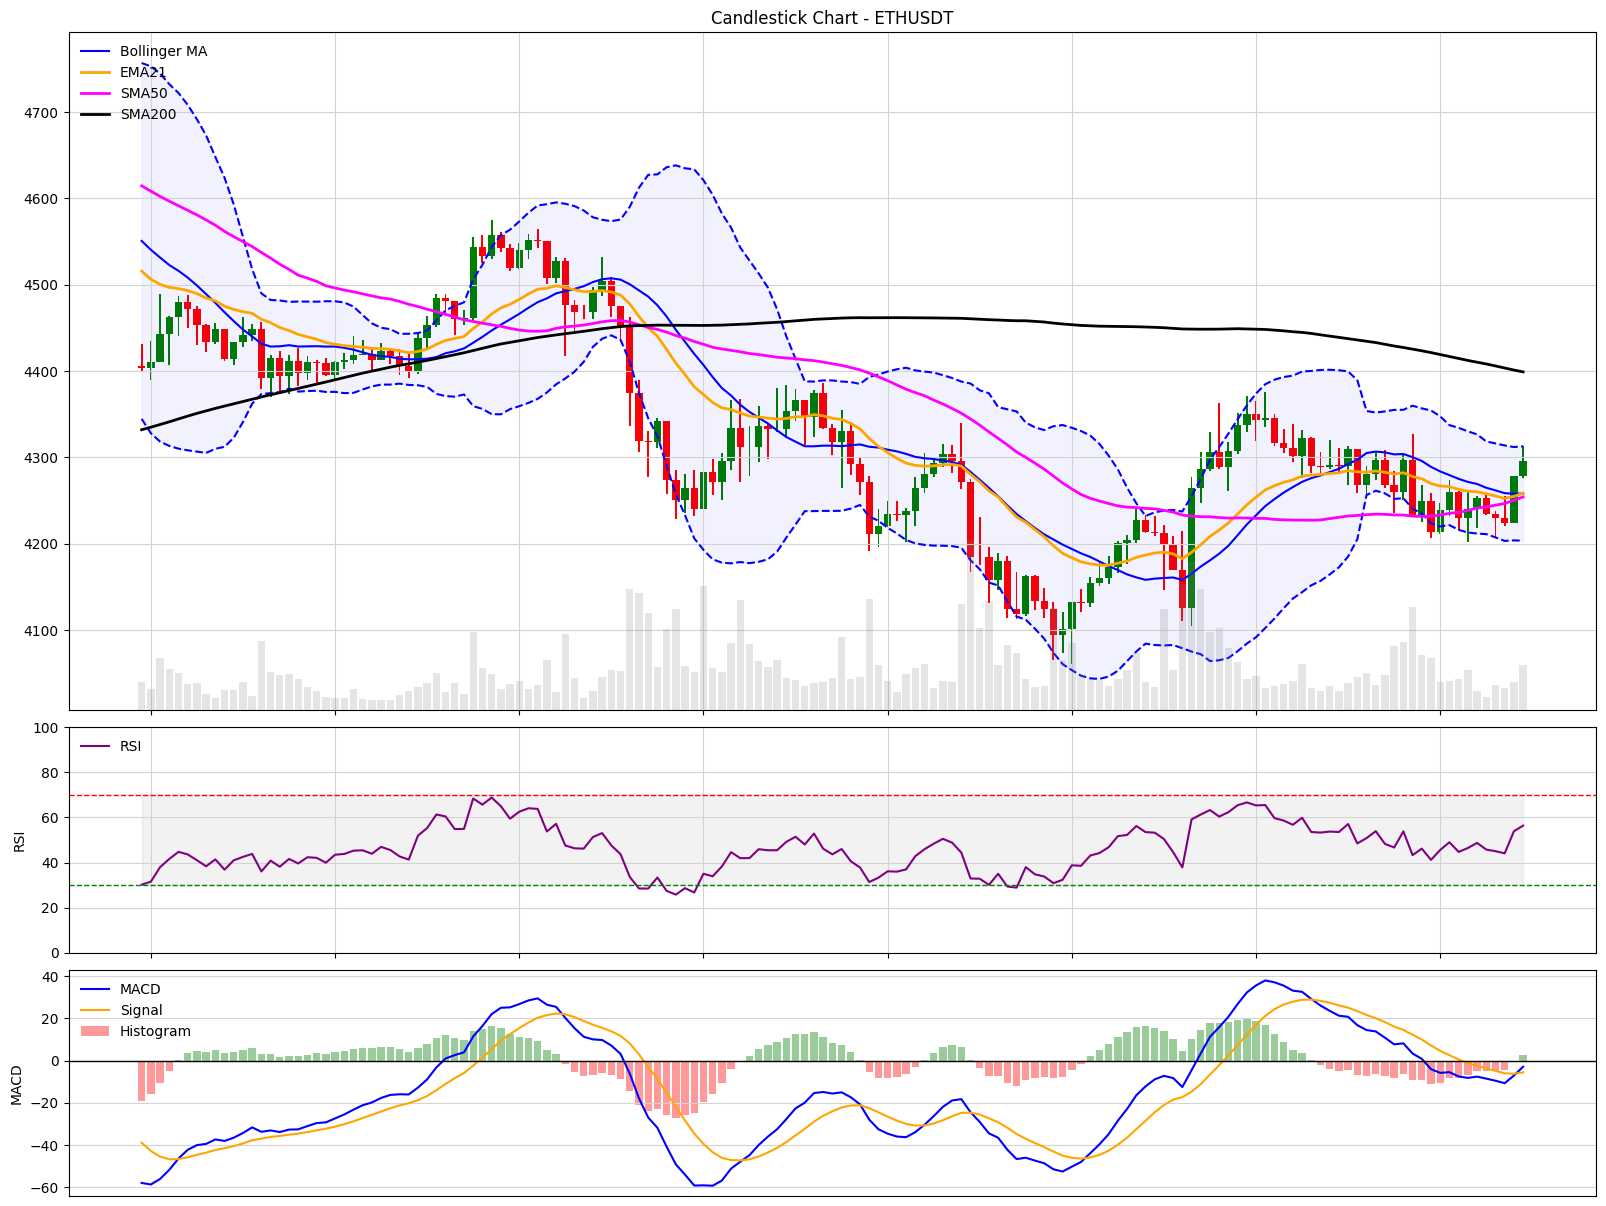 Candlestick Chart - ETHUSDT
Bollinger MA
EMA21
SMA50
SMA200
4700
4600
4500
4400
4300
4200
4100
RSI
100
80
60
40
20
0
RSI
MACD
Signal
Histogram
40
20
0
−20
−40
−60
MACD